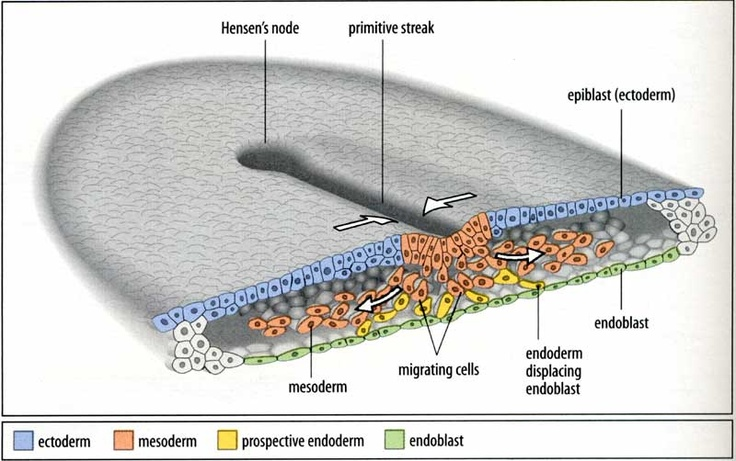 Hensen's node
primitive streak
epiblast (ectoderm)
endoblast
endoderm
displacing
endoblast
migrating cells
mesoderm
ectoderm
mesoderm
prospective endoderm
endoblast